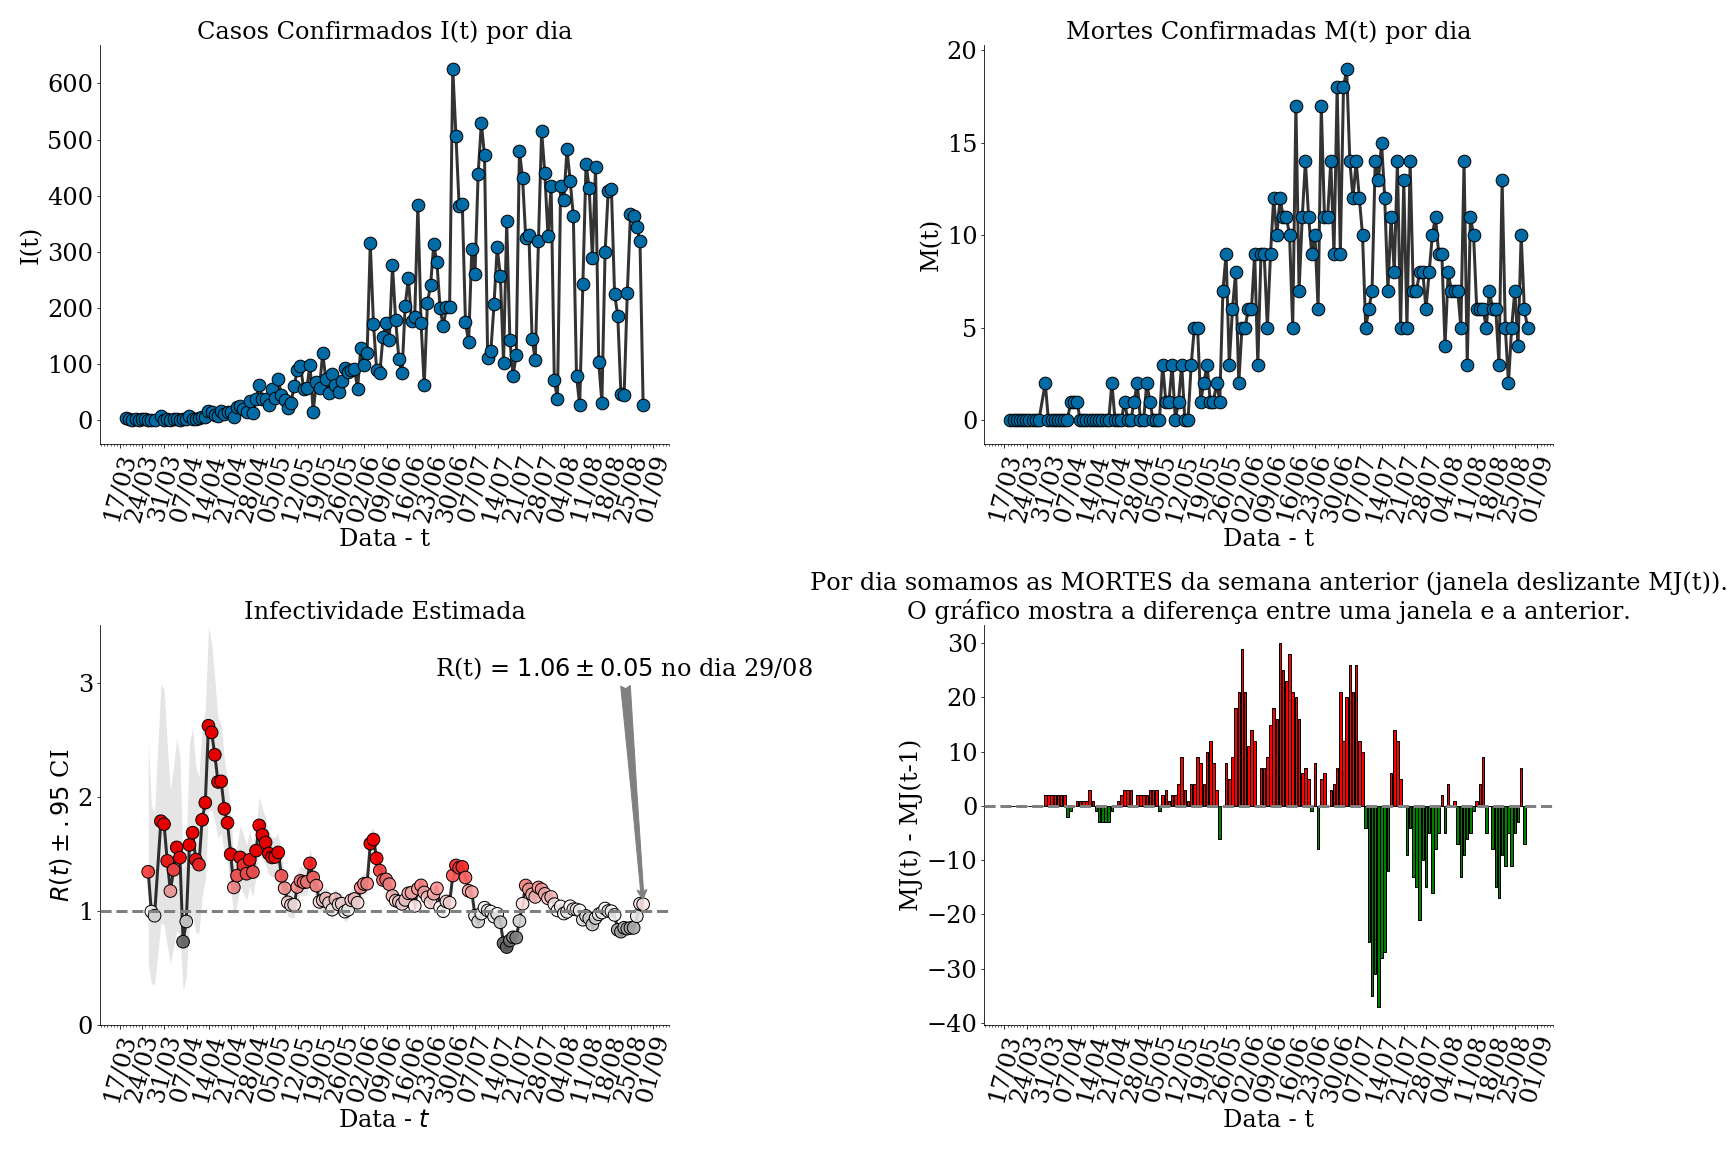 Casos Confirmados I(t) por dia
I(t)
600
500
400
300
200
100
0
17/03 24/03 31/03 07/04 14/04 21/04 28/04 05/05 12/05 19/05 26/05 02/06 09/06 16/06 23/06 30/06 07/07 14/07 21/07 28/07 04/08 11/08 18/08 25/08 01/09
Data - t
Mortes Confirmadas M(t) por dia
M(t)
20
15
10
5
0
17/03 24/03 31/03 07/04 14/04 21/04 28/04 05/05 12/05 19/05 26/05 02/06 09/06 16/06 23/06 30/06 07/07 14/07 21/07 28/07 04/08 11/08 18/08 25/08 01/09
Data - t
Infectividade Estimada
R(t) = 1.06 ± 0.05 no dia 29/08
R(t) ± .95 CI
3
2
1
0
17/03 24/03 31/03 07/04 14/04 21/04 28/04 05/05 12/05 19/05 26/05 02/06 09/06 16/06 23/06 30/06 07/07 14/07 21/07 28/07 04/08 11/08 18/08 25/08 01/09
Data - t
Por dia somamos as MORTES da semana anterior (janela deslizante MJ(t)).
O gráfico mostra a diferença entre uma janela e a anterior.
MJ(t) - MJ(t-1)
30
20
10
0
−10
−20
−30
−40
17/03 24/03 31/03 07/04 14/04 21/04 28/04 05/05 12/05 19/05 26/05 02/06 09/06 16/06 23/06 30/06 07/07 14/07 21/07 28/07 04/08 11/08 18/08 25/08 01/09
Data - t